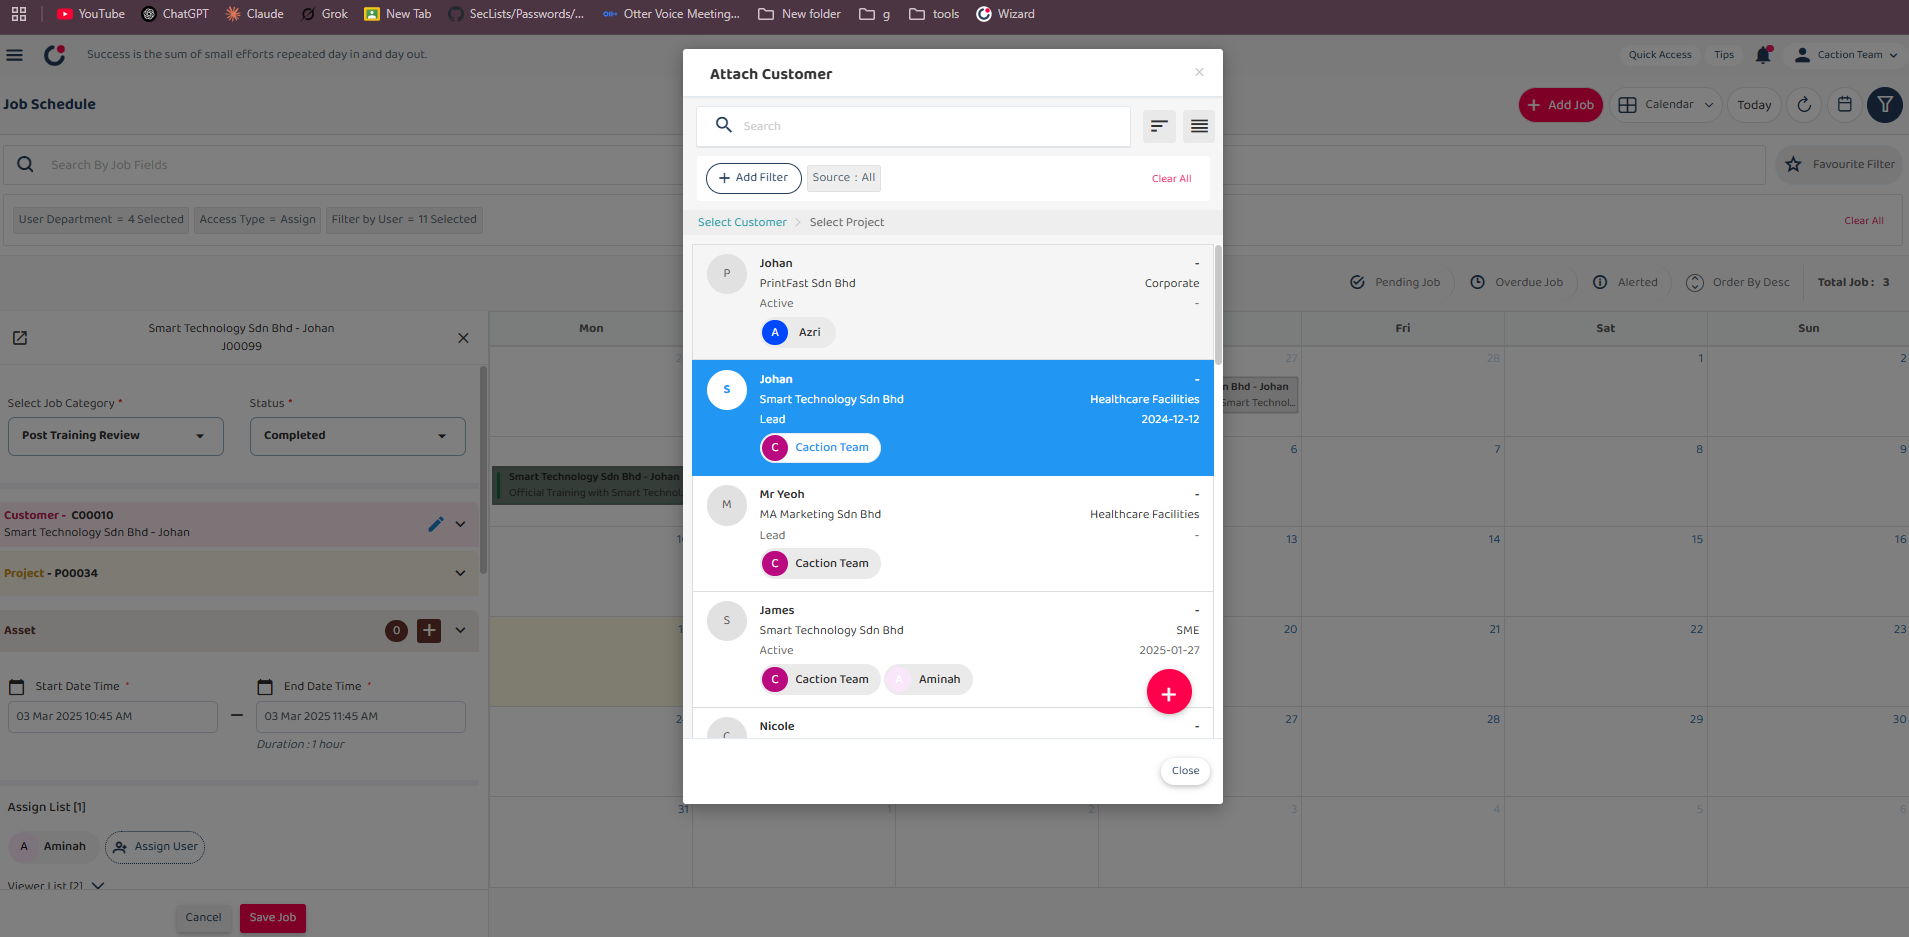 YouTube
ChatGPT
Claude
Grok
New Tab
SecLists/Passwords/...
Otter Voice Meeting...
New folder
g
tools
Wizard
Success is the sum of small efforts repeated day in and day out.
Quick Access
Tips
Caction Team
Job Schedule
+ Add Job
Calendar
Today
Search By Job Fields
Favourite Filter
User Department = 4 Selected
Access Type = Assign
Filter by User = 11 Selected
Clear All
Pending Job
Overdue Job
Alerted
Order By Desc
Total Job : 3
Smart Technology Sdn Bhd - Johan
J00099
Select Job Category *
Status *
Post Training Review
Completed
Customer - C00010
Smart Technology Sdn Bhd - Johan
Project - P00034
Asset
0
Start Date Time *
End Date Time *
03 Mar 2025 10:45 AM
03 Mar 2025 11:45 AM
Duration : 1 hour
Assign List [1]
A
Aminah
Assign User
Viewer List [2]
Cancel
Save Job
Mon
Fri
Sat
Sun
27
28
1
2
n Bhd - Johan
Smart Technol...
6
7
8
9
Smart Technology Sdn Bhd - Johan
Official Training with Smart Technol
13
14
15
16
20
21
22
23
27
28
29
30
31
1
2
3
4
5
6
Attach Customer
Search
+ Add Filter
Source : All
Clear All
Select Customer > Select Project
P
Johan
-
PrintFast Sdn Bhd
Corporate
Active
-
A
Azri
S
Johan
-
Smart Technology Sdn Bhd
Healthcare Facilities
Lead
2024-12-12
C
Caction Team
M
Mr Yeoh
-
MA Marketing Sdn Bhd
Healthcare Facilities
Lead
-
C
Caction Team
S
James
-
Smart Technology Sdn Bhd
SME
Active
2025-01-27
C
Caction Team
A
Aminah
Nicole
-
Close